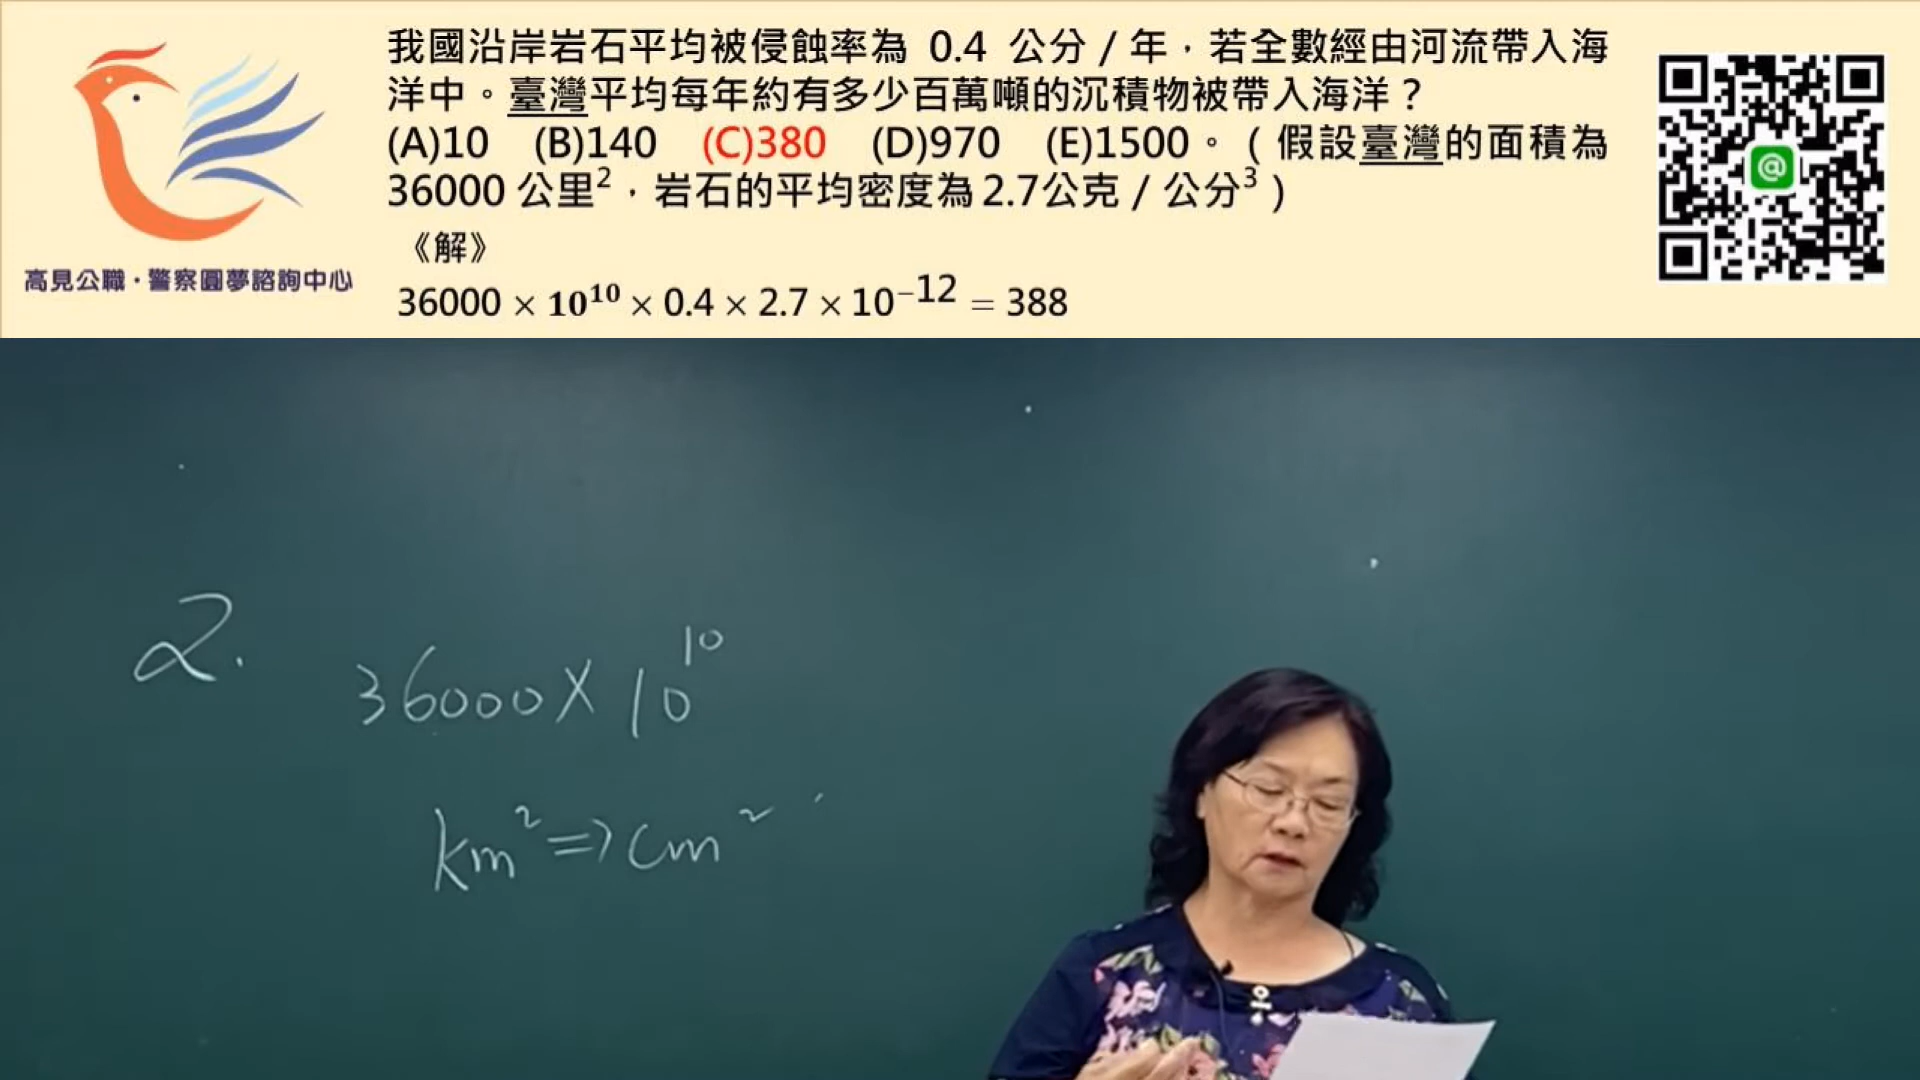 我國沿岸岩石平均被侵蝕率為 0.4 公分／年，若全數經由河流帶入海
洋中。臺灣平均每年約有多少百萬噸的沉積物被帶入海洋？
(A)10 (B)140 (C)380 (D)970 (E)1500。（假設臺灣的面積為
36000 公里²，岩石的平均密度為2.7公克／公分³）
《解》
36000 × 10¹⁰ × 0.4 × 2.7 × 10⁻¹² = 388
高見公職·警察圓夢諮詢中心
@
2.
36000 × 10¹⁰
km² ⇒ cm²